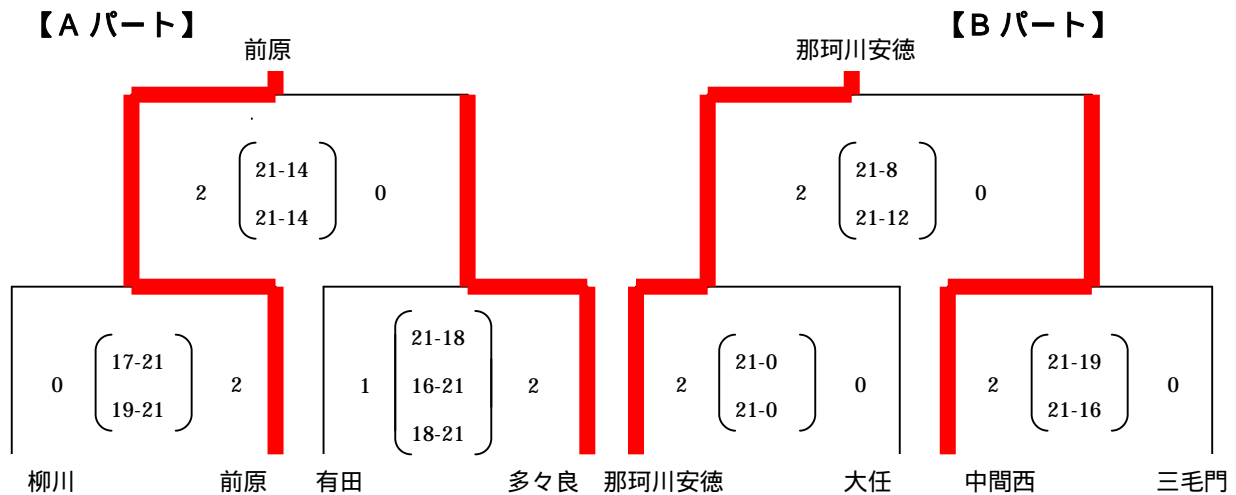 【A パート】
【B パート】
前原
那珂川安徳
2
21-14
21-14
0
2
21-8
21-12
0
0
17-21
19-21
2
1
21-18
16-21
18-21
2
2
21-0
21-0
0
2
21-19
21-16
0
柳川
前原
有田
多々良
那珂川安徳
大任
中間西
三毛門